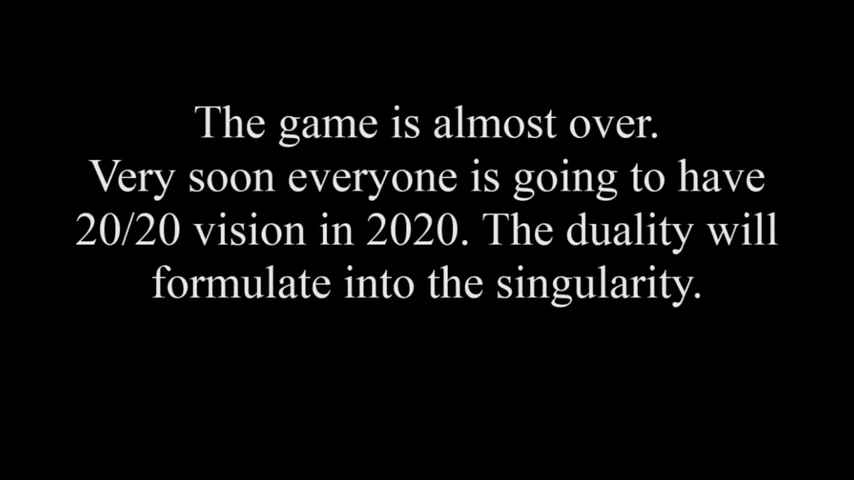 The game is almost over.
Very soon everyone is going to have
20/20 vision in 2020. The duality will
formulate into the singularity.